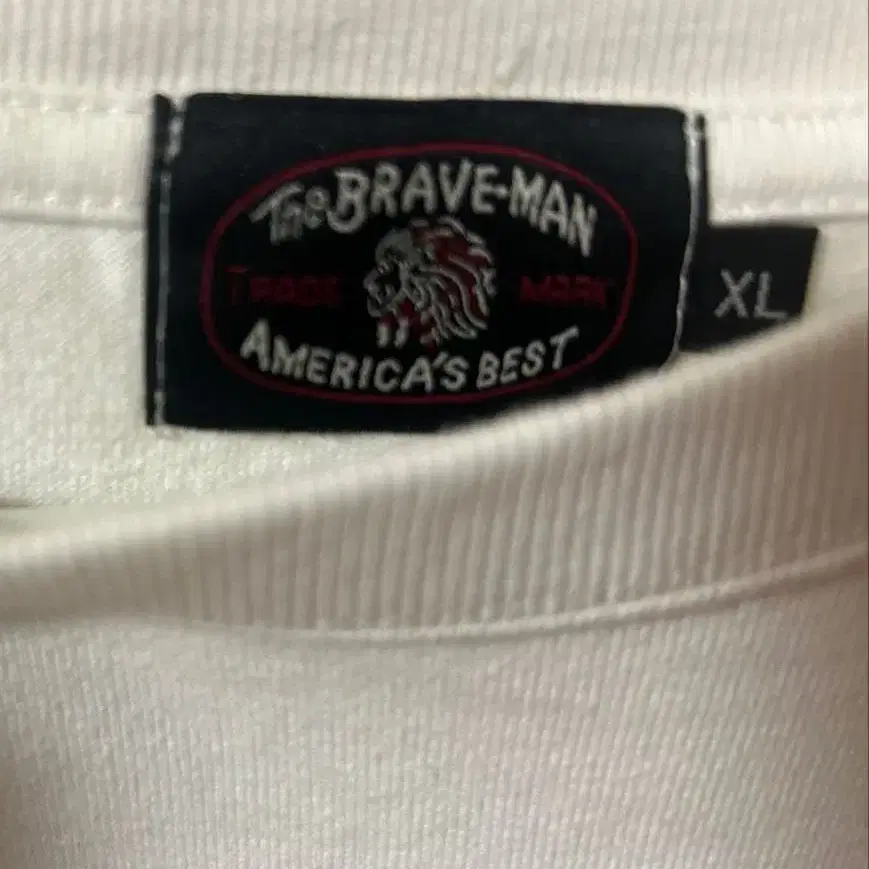 The BRAVE-MAN
TRADE MARK
AMERICA'S BEST
XL